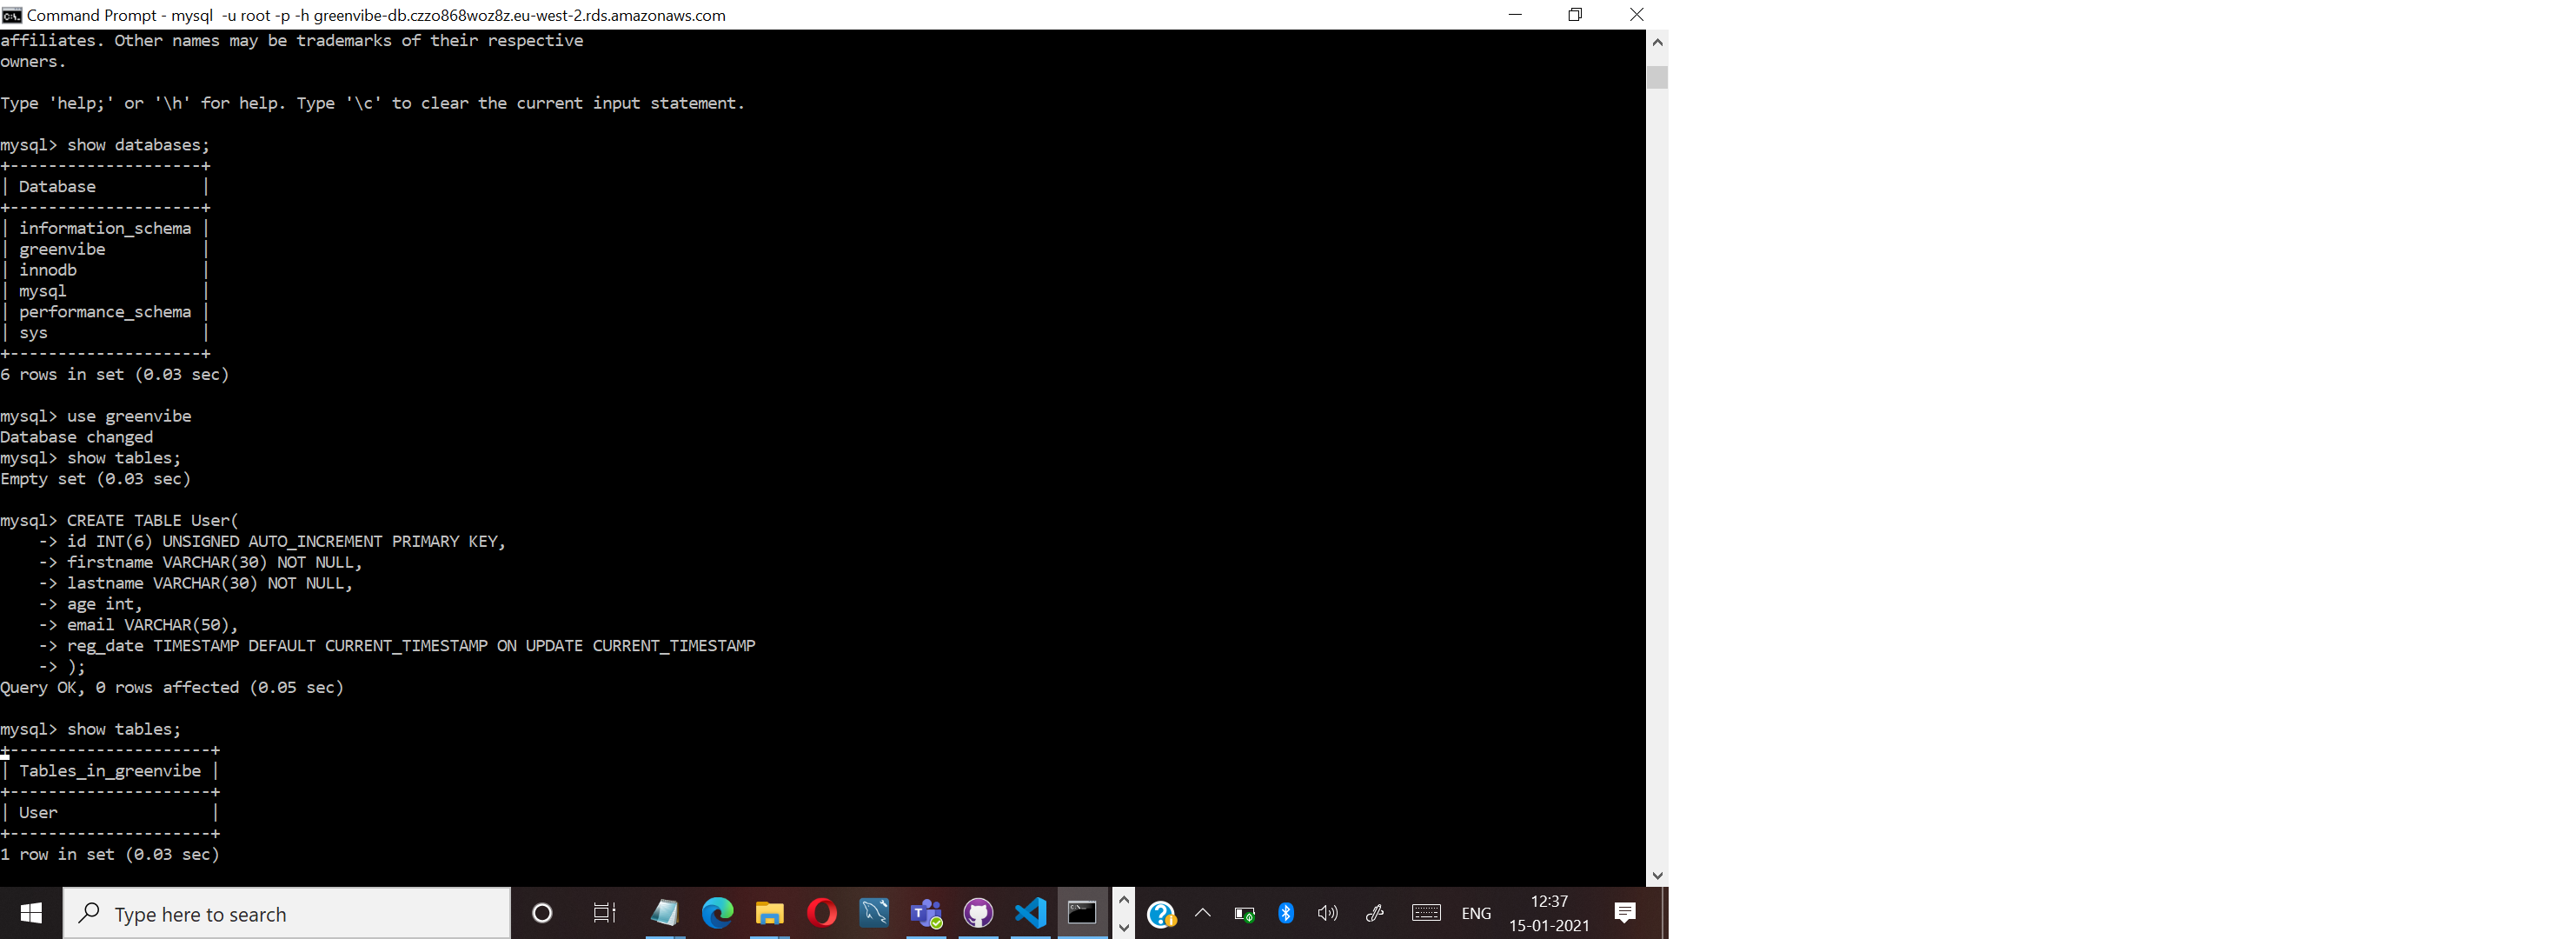 Command Prompt - mysql  -u root -p -h greenvibe-db.czzo868woz8z.eu-west-2.rds.amazonaws.com
affiliates. Other names may be trademarks of their respective
owners.
Type 'help;' or '\h' for help. Type '\c' to clear the current input statement.
mysql> show databases;
+--------------------+
| Database           |
+--------------------+
| information_schema |
| greenvibe          |
| innodb             |
| mysql              |
| performance_schema |
| sys                |
+--------------------+
6 rows in set (0.03 sec)
mysql> use greenvibe
Database changed
mysql> show tables;
Empty set (0.03 sec)
mysql> CREATE TABLE User(
    -> id INT(6) UNSIGNED AUTO_INCREMENT PRIMARY KEY,
    -> firstname VARCHAR(30) NOT NULL,
    -> lastname VARCHAR(30) NOT NULL,
    -> age int,
    -> email VARCHAR(50),
    -> reg_date TIMESTAMP DEFAULT CURRENT_TIMESTAMP ON UPDATE CURRENT_TIMESTAMP
    -> );
Query OK, 0 rows affected (0.05 sec)
mysql> show tables;
+---------------------+
| Tables_in_greenvibe |
+---------------------+
| User                |
+---------------------+
1 row in set (0.03 sec)
Type here to search
ENG
12:37
15-01-2021